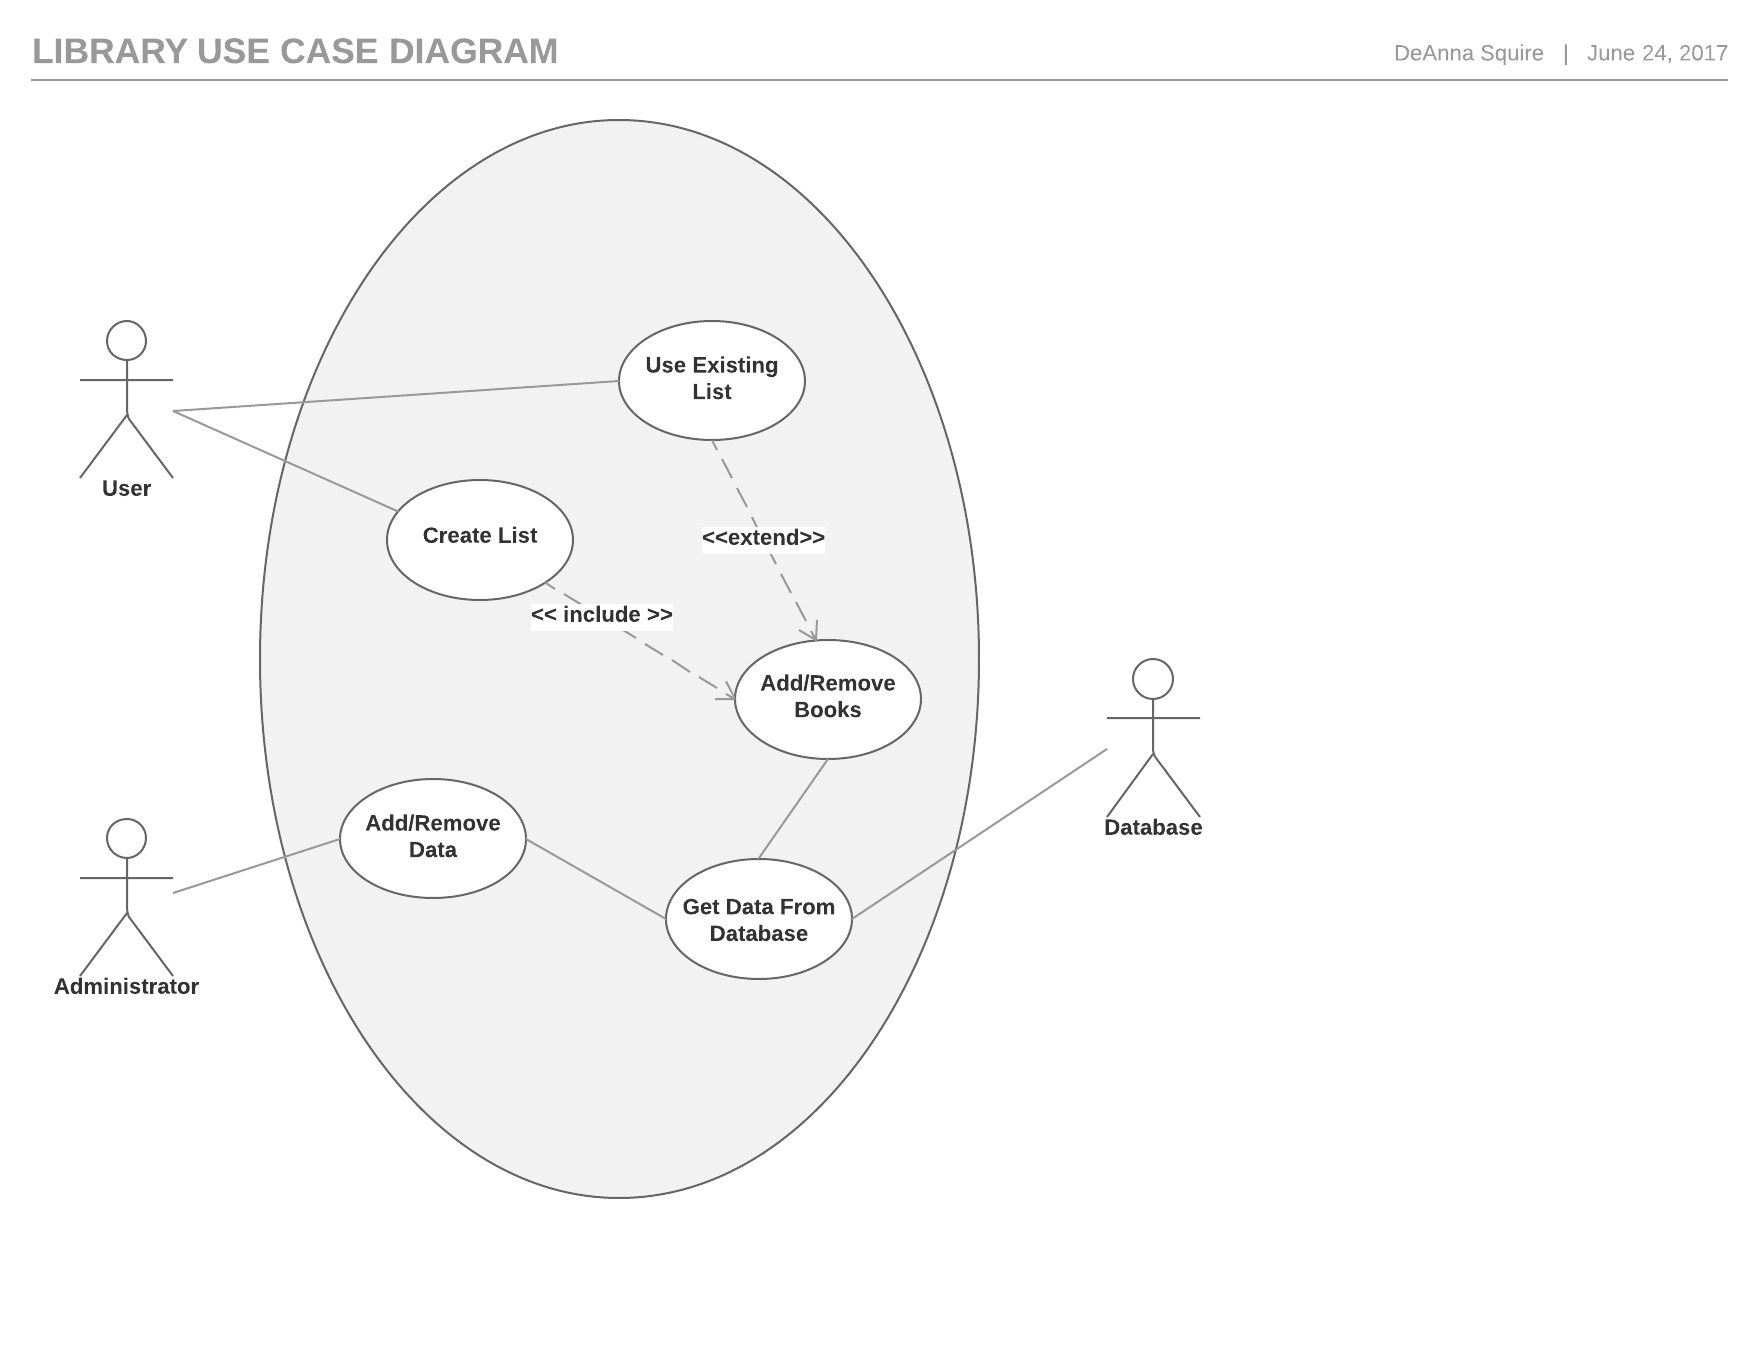 LIBRARY USE CASE DIAGRAM
DeAnna Squire | June 24, 2017
Use Existing
List
User
Create List
<<extend>>
<< include >>
Add/Remove
Books
Add/Remove
Data
Database
Get Data From
Database
Administrator